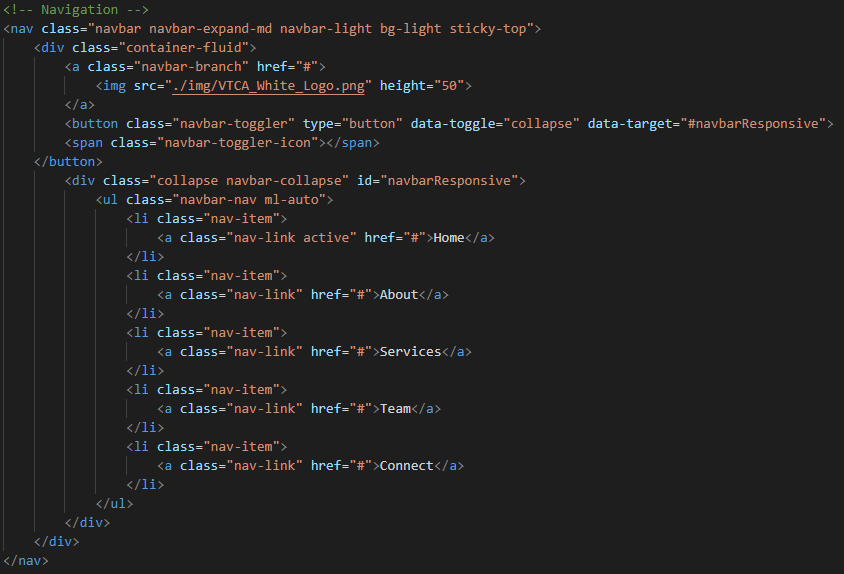 <!-- Navigation -->
<nav class="navbar navbar-expand-md navbar-light bg-light sticky-top">
    <div class="container-fluid">
        <a class="navbar-branch" href="#">
            <img src="./img/VTCA_White_Logo.png" height="50">
        </a>
        <button class="navbar-toggler" type="button" data-toggle="collapse" data-target="#navbarResponsive">
        <span class="navbar-toggler-icon"></span>
    </button>
        <div class="collapse navbar-collapse" id="navbarResponsive">
            <ul class="navbar-nav ml-auto">
                <li class="nav-item">
                    <a class="nav-link active" href="#">Home</a>
                </li>
                <li class="nav-item">
                    <a class="nav-link" href="#">About</a>
                </li>
                <li class="nav-item">
                    <a class="nav-link" href="#">Services</a>
                </li>
                <li class="nav-item">
                    <a class="nav-link" href="#">Team</a>
                </li>
                <li class="nav-item">
                    <a class="nav-link" href="#">Connect</a>
                </li>
            </ul>
        </div>
    </div>
</nav>